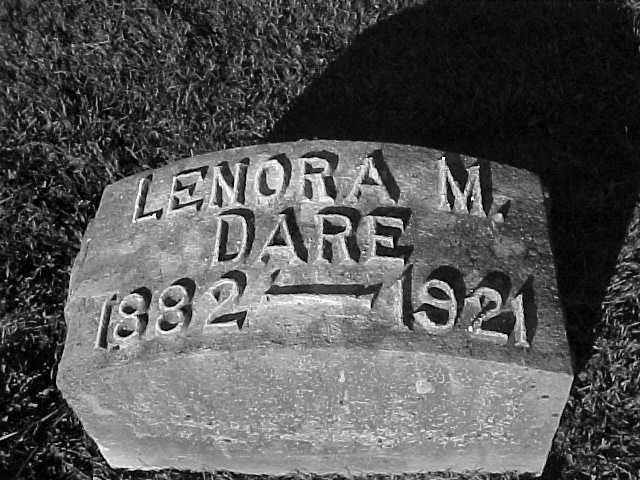 LENORA M.
DARE
1882 — 1921